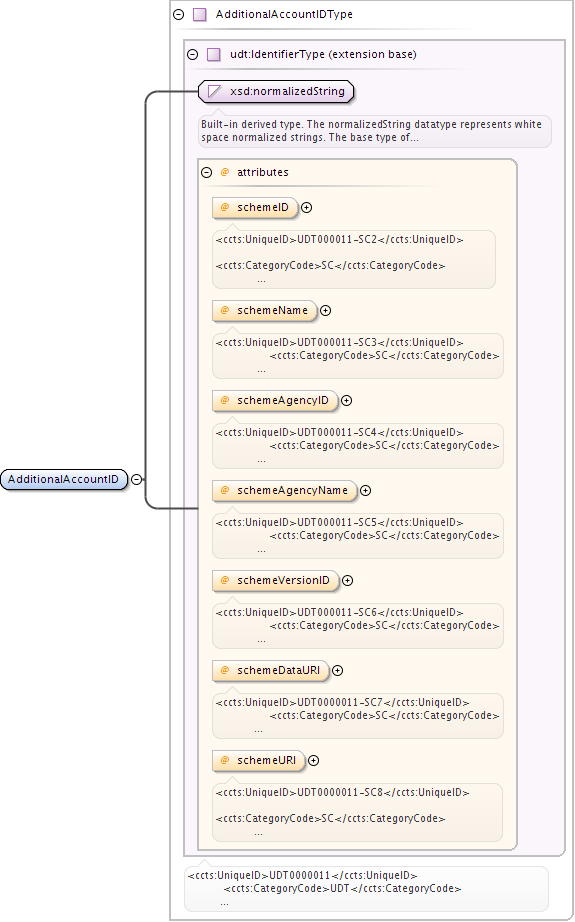 AdditionalAccountIDType
udt:IdentifierType (extension base)
xsd:normalizedString
Built-in derived type. The normalizedString datatype represents white
space normalized strings. The base type of...
@ attributes
@ schemeID
<ccts:UniqueID>UDT000011-SC2</ccts:UniqueID>
<ccts:CategoryCode>SC</ccts:CategoryCode>
...
@ schemeName
<ccts:UniqueID>UDT000011-SC3</ccts:UniqueID>
<ccts:CategoryCode>SC</ccts:CategoryCode>
...
@ schemeAgencyID
<ccts:UniqueID>UDT000011-SC4</ccts:UniqueID>
<ccts:CategoryCode>SC</ccts:CategoryCode>
...
AdditionalAccountID
@ schemeAgencyName
<ccts:UniqueID>UDT000011-SC5</ccts:UniqueID>
<ccts:CategoryCode>SC</ccts:CategoryCode>
...
@ schemeVersionID
<ccts:UniqueID>UDT000011-SC6</ccts:UniqueID>
<ccts:CategoryCode>SC</ccts:CategoryCode>
...
@ schemeDataURI
<ccts:UniqueID>UDT0000011-SC7</ccts:UniqueID>
<ccts:CategoryCode>SC</ccts:CategoryCode>
...
@ schemeURI
<ccts:UniqueID>UDT0000011-SC8</ccts:UniqueID>
<ccts:CategoryCode>SC</ccts:CategoryCode>
...
<ccts:UniqueID>UDT0000011</ccts:UniqueID>
<ccts:CategoryCode>UDT</ccts:CategoryCode>
...